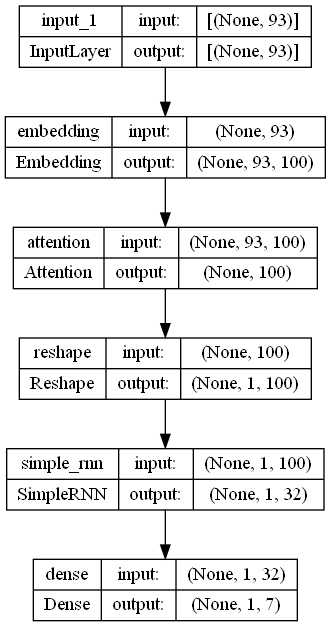 input_1 input: [(None, 93)]
InputLayer output: [(None, 93)]
embedding input: (None, 93)
Embedding output: (None, 93, 100)
attention input: (None, 93, 100)
Attention output: (None, 100)
reshape input: (None, 100)
Reshape output: (None, 1, 100)
simple_rnn input: (None, 1, 100)
SimpleRNN output: (None, 1, 32)
dense input: (None, 1, 32)
Dense output: (None, 1, 7)